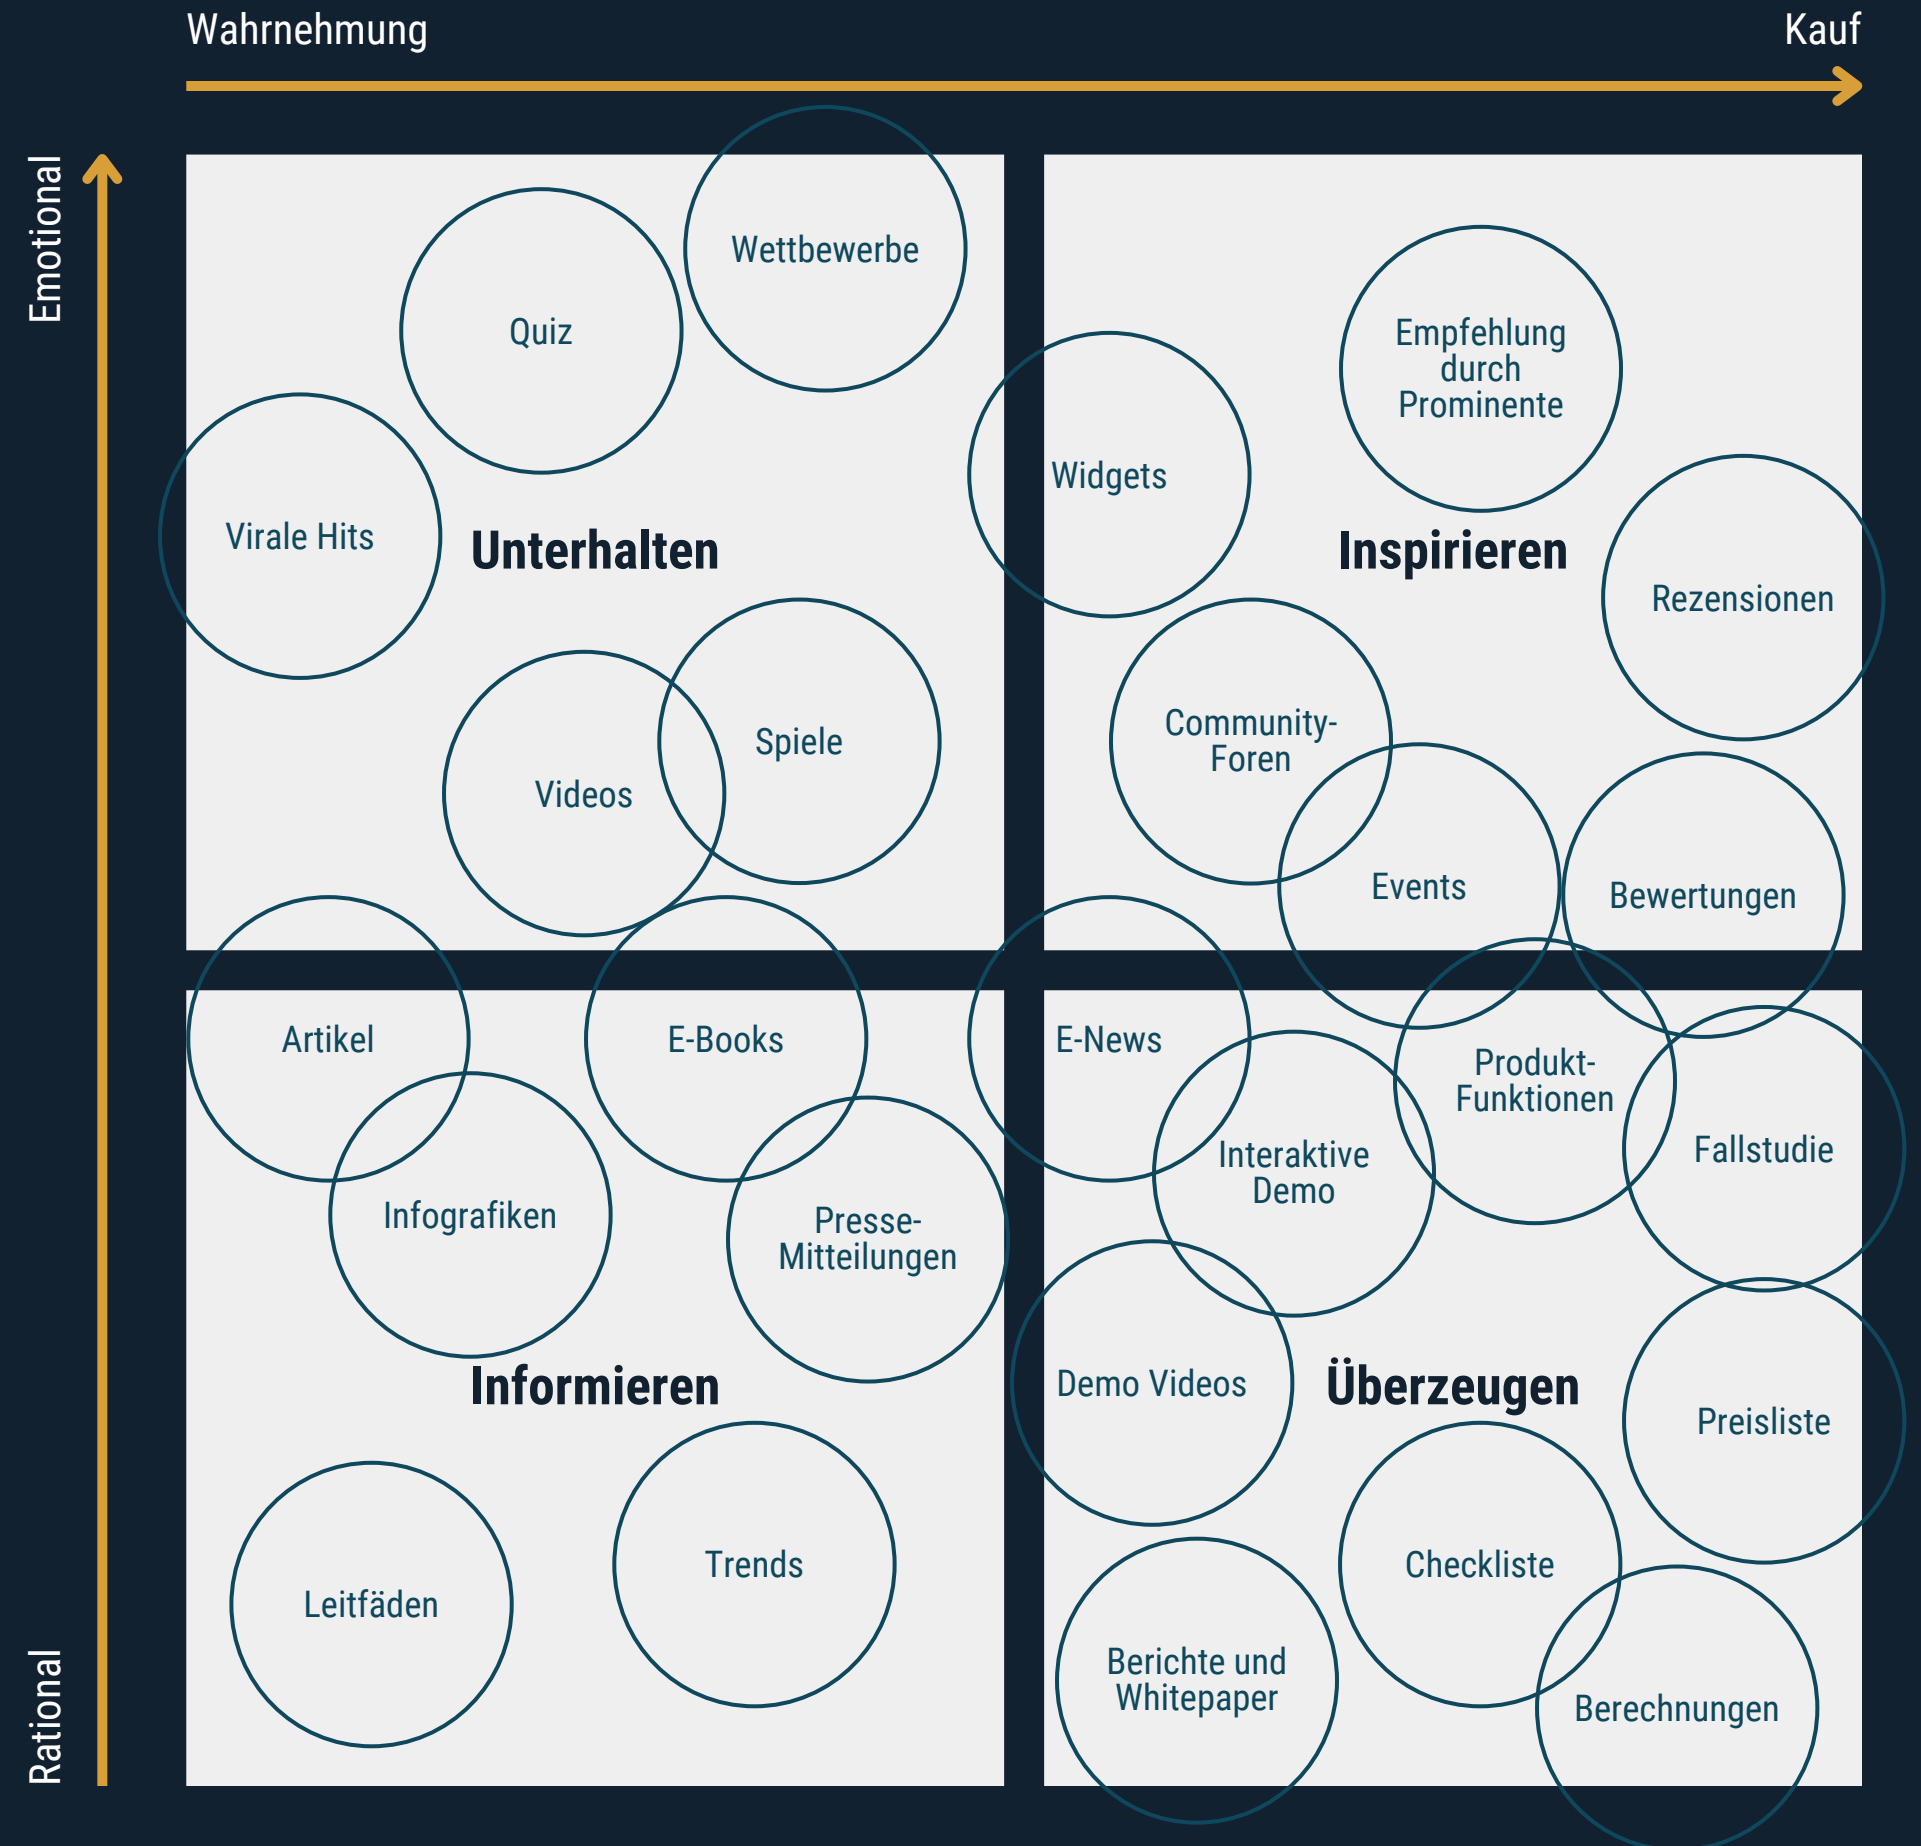 Wahrnehmung
Kauf
Emotional
Rational
Wettbewerbe
Quiz
Virale Hits
Unterhalten
Spiele
Videos
Empfehlung
durch
Prominente
Widgets
Inspirieren
Rezensionen
Community-
Foren
Events
Bewertungen
Artikel
E-Books
Infografiken
Presse-
Mitteilungen
Informieren
Trends
Leitfäden
E-News
Produkt-
Funktionen
Interaktive
Demo
Fallstudie
Demo Videos
Überzeugen
Preisliste
Checkliste
Berichte und
Whitepaper
Berechnungen